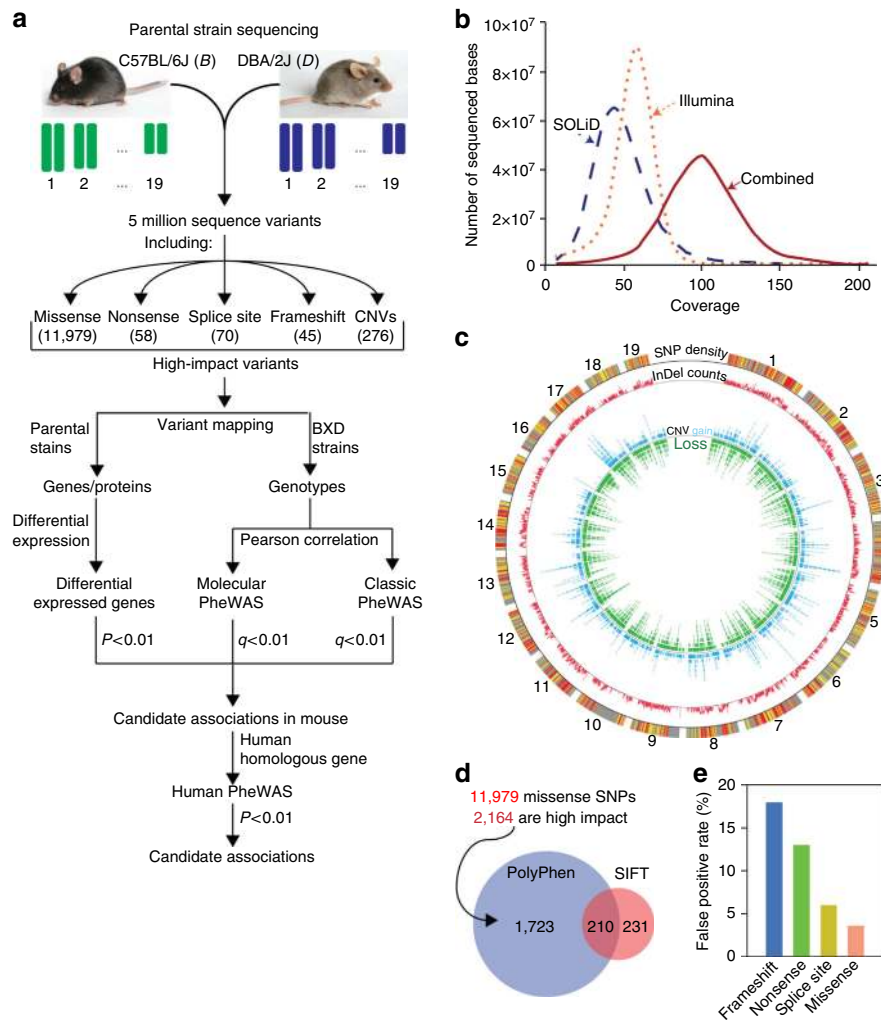 a
Parental strain sequencing
C57BL/6J (B) DBA/2J (D)
... ...
1 2 ... 19 1 2 ... 19
5 million sequence variants
Including:
Missense Nonsense Splice site Frameshift CNVs
(11,979) (58) (70) (45) (276)
High-impact variants
Variant mapping
Parental
stains
BXD
strains
Genes/proteins Genotypes
Differential
expression
Pearson correlation
Differential
expressed genes
Molecular
PheWAS
Classic
PheWAS
P<0.01 q<0.01 q<0.01
Candidate associations in mouse
Human
homologous gene
Human PheWAS
P<0.01
Candidate associations
b
Number of sequenced bases
10×10⁷
8×10⁷
6×10⁷
4×10⁷
2×10⁷
0
SOLiD
Illumina
Combined
0 50 100 150 200
Coverage
c
SNP density
InDel counts
CNV gain
Loss
1
2
3
5
6
7
8
9
10
11
12
13
14
15
16
17
18
19
d
11,979 missense SNPs
2,164 are high impact
PolyPhen SIFT
1,723 210 231
e
False positive rate (%)
20
15
10
5
0
Frameshift
Nonsense
Splice site
Missense